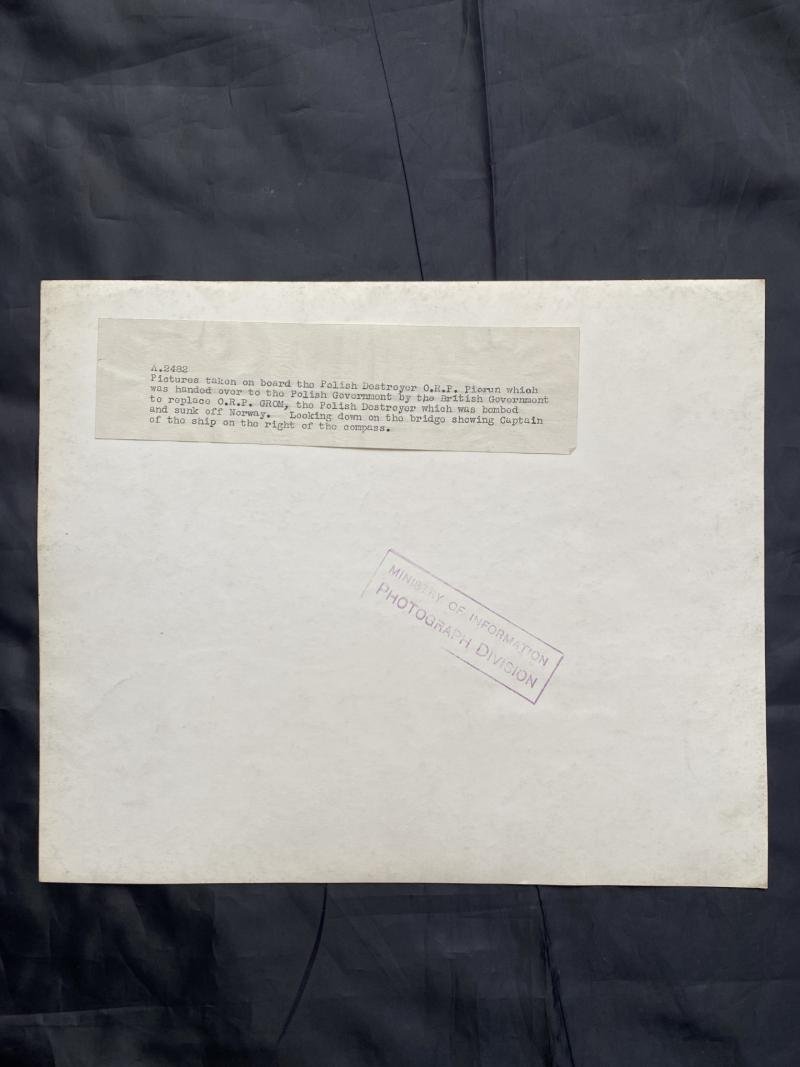 A.2482
Pictures taken on board the Polish Destroyer O.R.P. Piorun which
was handed over to the Polish Government by the British Government
to replace O.R.P. GROM, the Polish Destroyer which was bombed
and sunk off Norway. Looking down on the bridge showing Captain
of the ship on the right of the compass.
MINISTRY OF INFORMATION
PHOTOGRAPH DIVISION